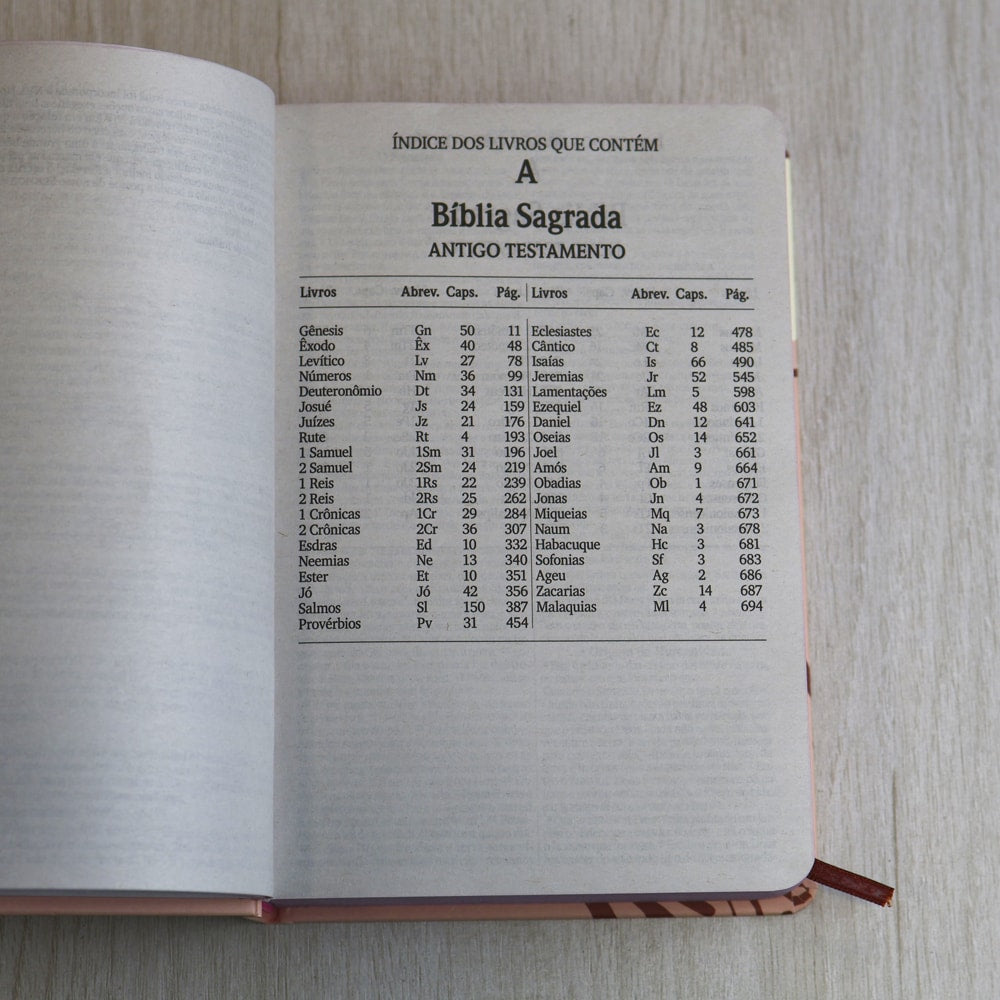 ÍNDICE DOS LIVROS QUE CONTÉM
A
Bíblia Sagrada
ANTIGO TESTAMENTO
Livros Abrev. Caps. Pág. Livros Abrev. Caps. Pág.
Gênesis Gn 50 11 Eclesiastes Ec 12 478
Êxodo Êx 40 48 Cântico Ct 8 485
Levítico Lv 27 78 Isaías Is 66 490
Números Nm 36 99 Jeremias Jr 52 545
Deuteronômio Dt 34 131 Lamentações Lm 5 598
Josué Js 24 159 Ezequiel Ez 48 603
Juízes Jz 21 176 Daniel Dn 12 641
Rute Rt 4 193 Oseias Os 14 652
1 Samuel 1Sm 31 196 Joel Jl 3 661
2 Samuel 2Sm 24 219 Amós Am 9 664
1 Reis 1Rs 22 239 Obadias Ob 1 671
2 Reis 2Rs 25 262 Jonas Jn 4 672
1 Crônicas 1Cr 29 284 Miqueias Mq 7 673
2 Crônicas 2Cr 36 307 Naum Na 3 678
Esdras Ed 10 332 Habacuque Hc 3 681
Neemias Ne 13 340 Sofonias Sf 3 683
Ester Et 10 351 Ageu Ag 2 686
Jó Jó 42 356 Zacarias Zc 14 687
Salmos Sl 150 387 Malaquias Ml 4 694
Provérbios Pv 31 454